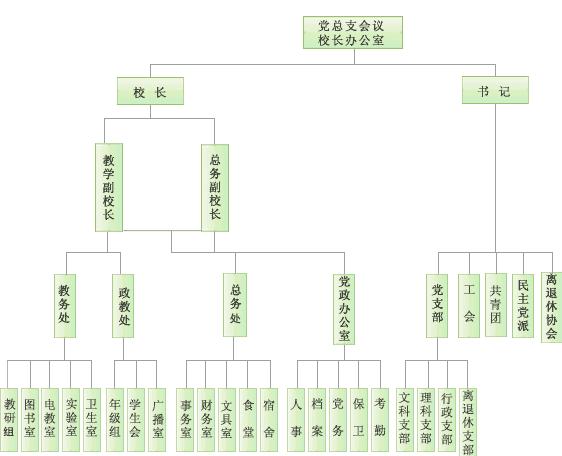 党总支会议
校长办公室
校 长
书 记
教学副校长
总务副校长
教务处
政教处
总务处
党政办公室
党支部
工会
共青团
民主党派
离退休协会
教研组
图书室
电教室
实验室
卫生室
年级组
学生会
广播室
事务室
财务室
文具室
食堂
宿舍
人事
档案
党务
保卫
考勤
文科支部
理科支部
行政支部
离退休支部